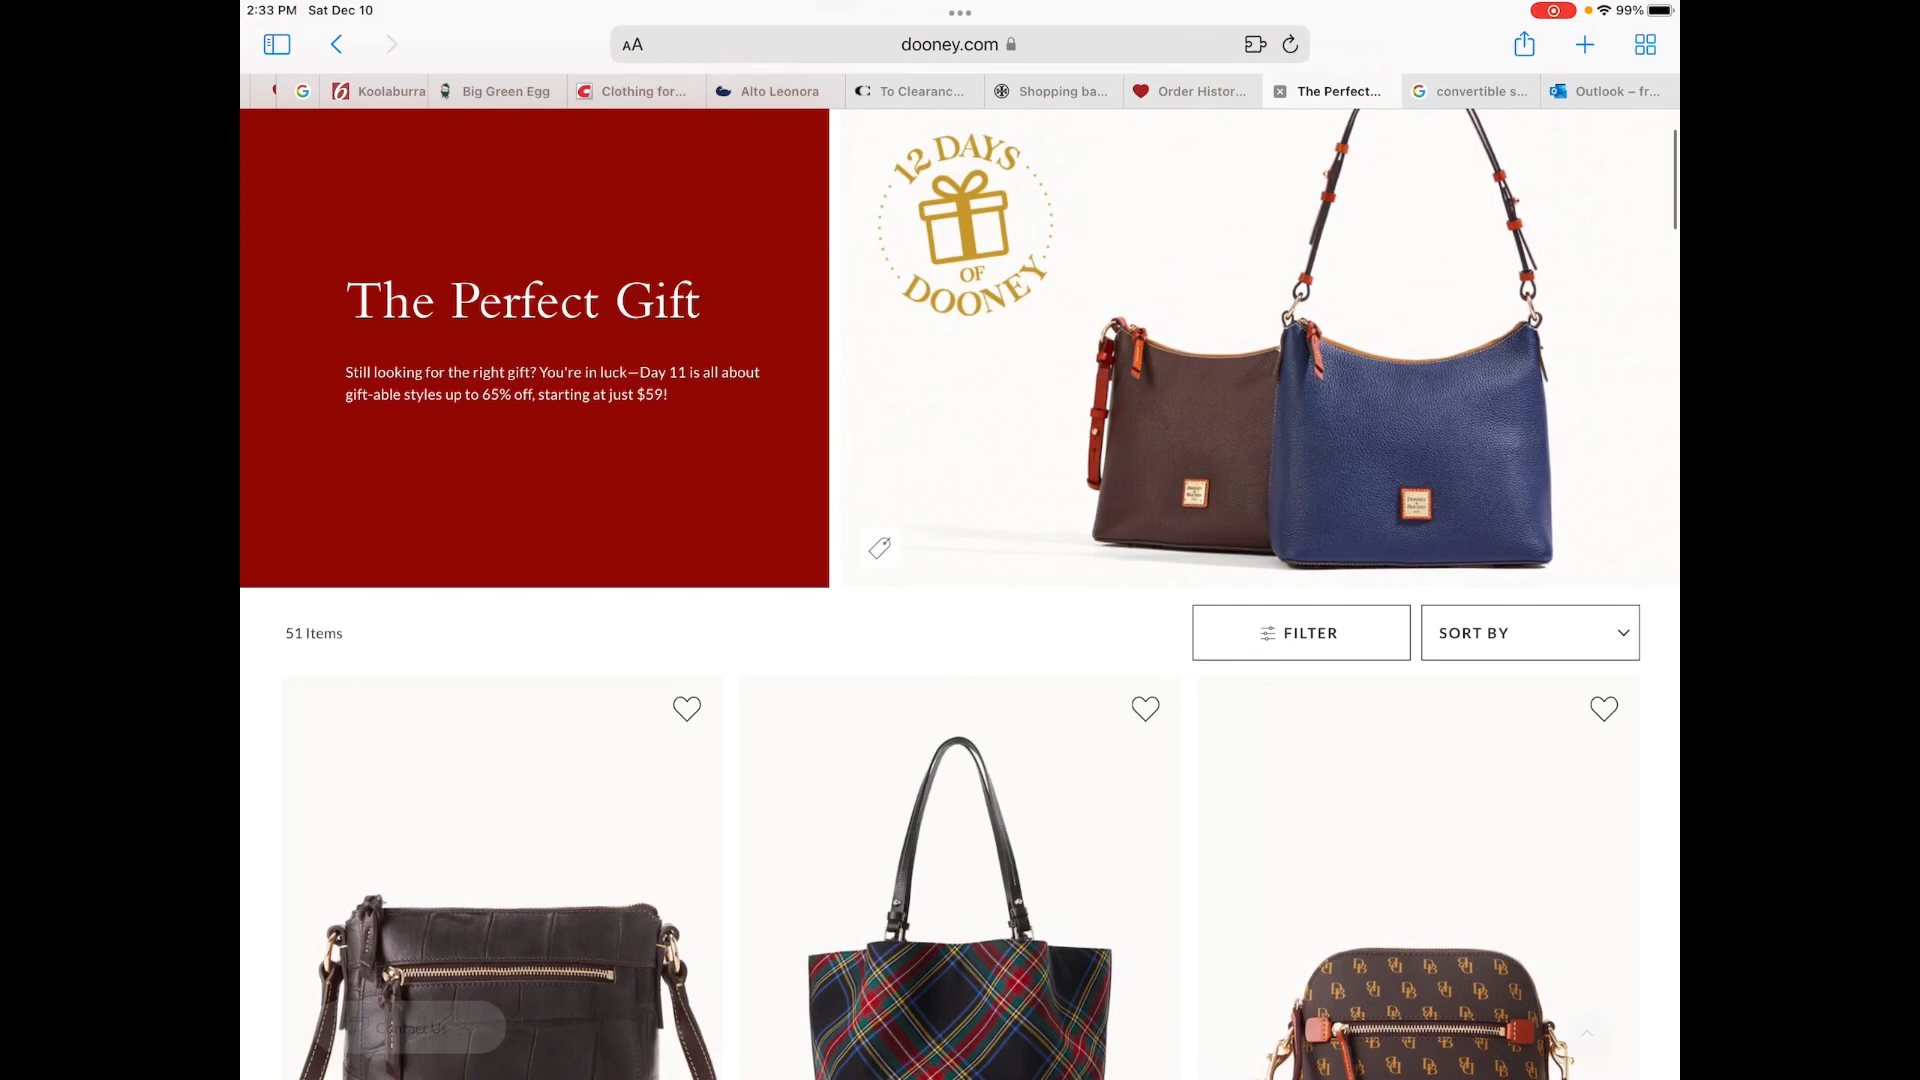 2:33 PM Sat Dec 10
99%
AA
dooney.com
Koolaburra
Big Green Egg
Clothing for...
Alto Leonora
To Clearanc...
Shopping ba...
Order Histor...
The Perfect...
convertible s...
Outlook – fr...
12 DAYS
OF
DOONEY
The Perfect Gift
Still looking for the right gift? You're in luck—Day 11 is all about
gift-able styles up to 65% off, starting at just $59!
51 Items
FILTER
SORT BY
Contact Us